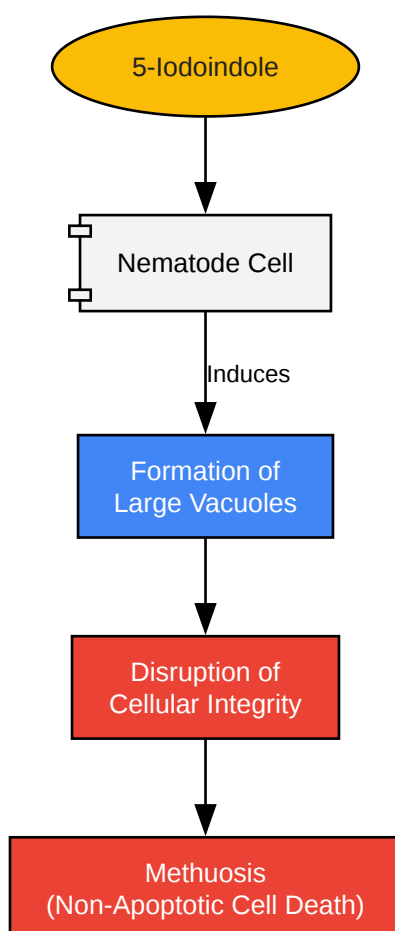 5-Iodoindole
Nematode Cell
Induces
Formation of
Large Vacuoles
Disruption of
Cellular Integrity
Methuosis
(Non-Apoptotic Cell Death)